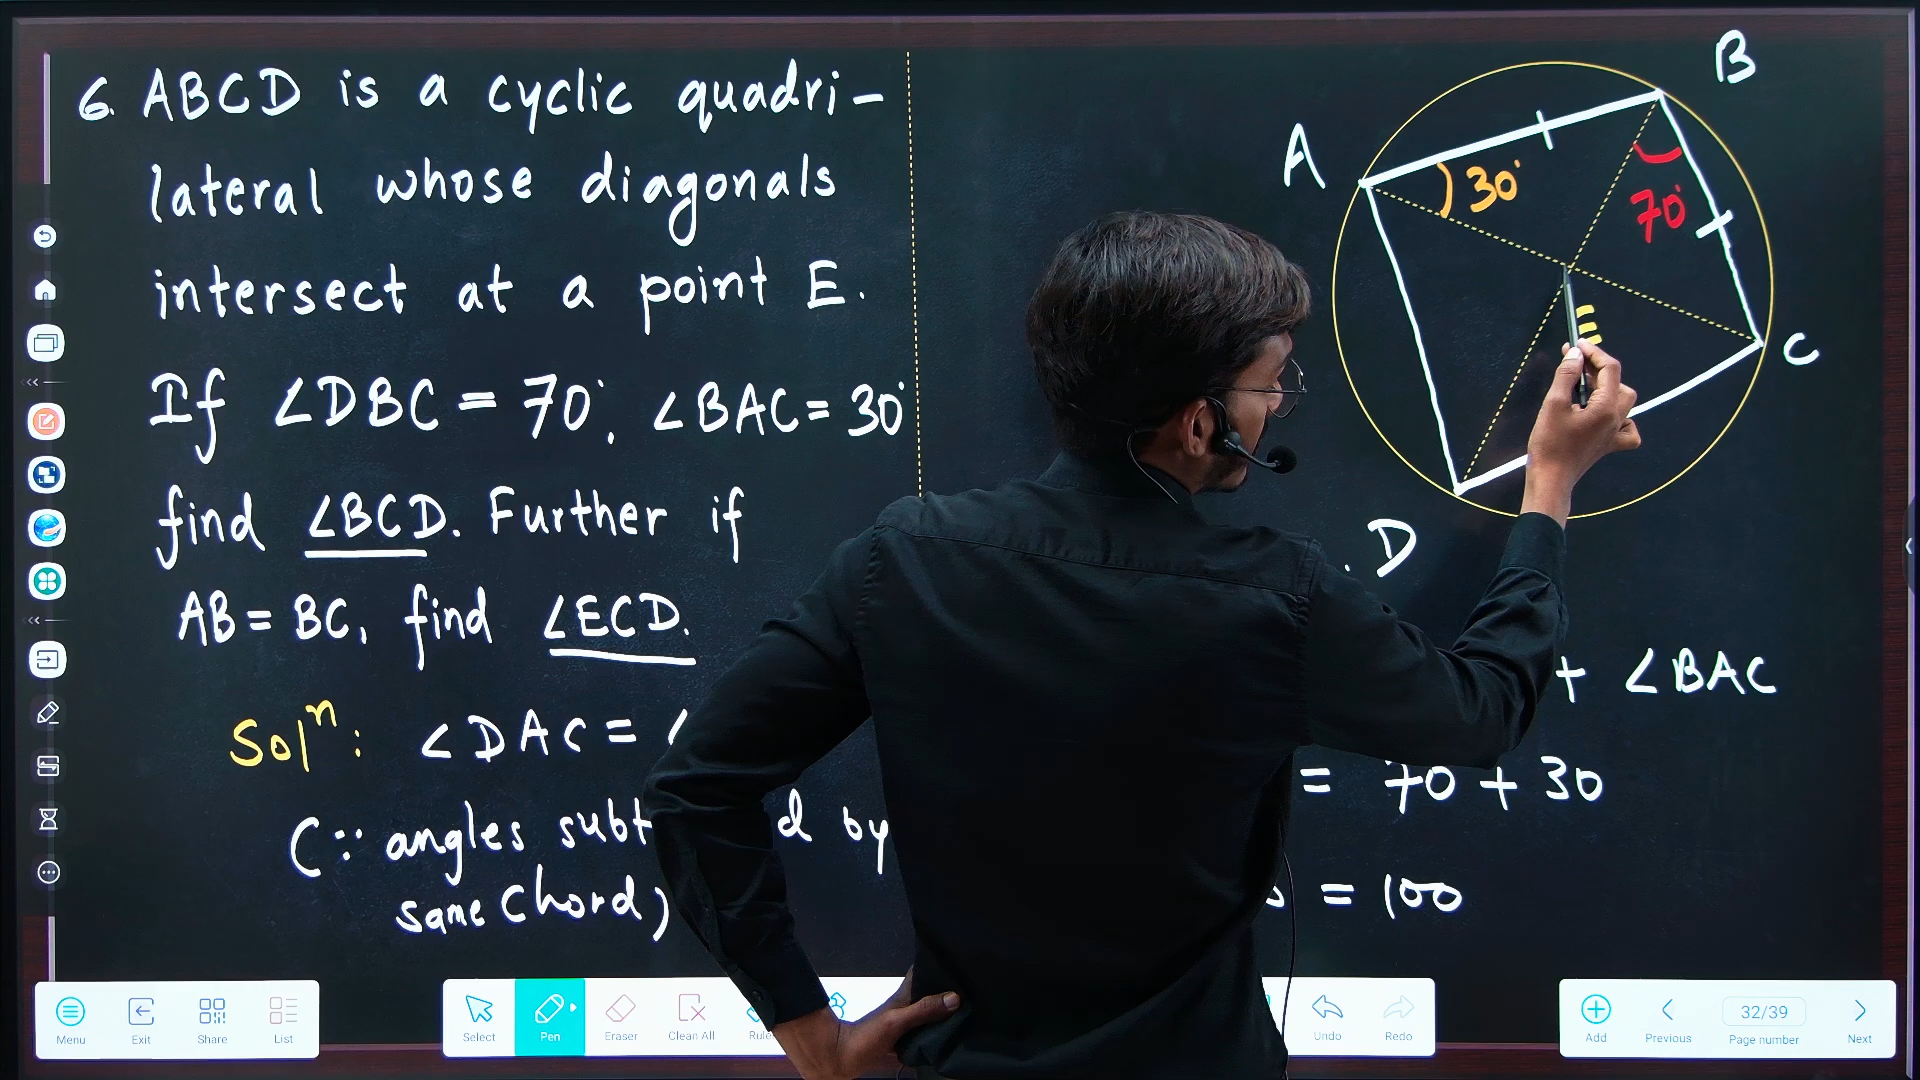 6. ABCD is a cyclic quadri-
lateral whose diagonals
intersect at a point E.
If ∠DBC = 70°, ∠BAC = 30°
find ∠BCD. Further if
AB = BC, find ∠ECD.
Solⁿ: ∠DAC = ∠
(∵ angles subt d by
same Chord)
B
A
30°
70°
E
C
D
+ ∠BAC
= 70 + 30
= 100
Menu
Exit
Share
List
Select
Pen
Eraser
Clean All
Undo
Redo
Add
Previous
32/39
Page number
Next